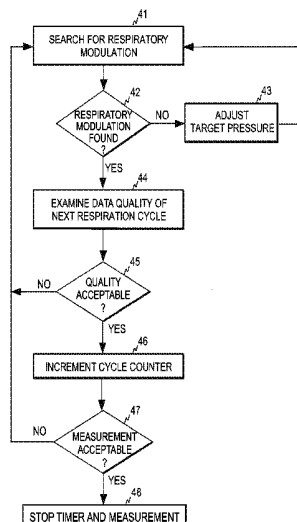 41
SEARCH FOR RESPIRATORY
MODULATION
42
RESPIRATORY
MODULATION
FOUND
?
NO
43
ADJUST
TARGET PRESSURE
YES
44
EXAMINE DATA QUALITY OF
NEXT RESPIRATION CYCLE
45
NO
QUALITY
ACCEPTABLE
?
YES
46
INCREMENT CYCLE COUNTER
47
NO
MEASUREMENT
ACCEPTABLE
?
YES
48
STOP TIMER AND MEASUREMENT